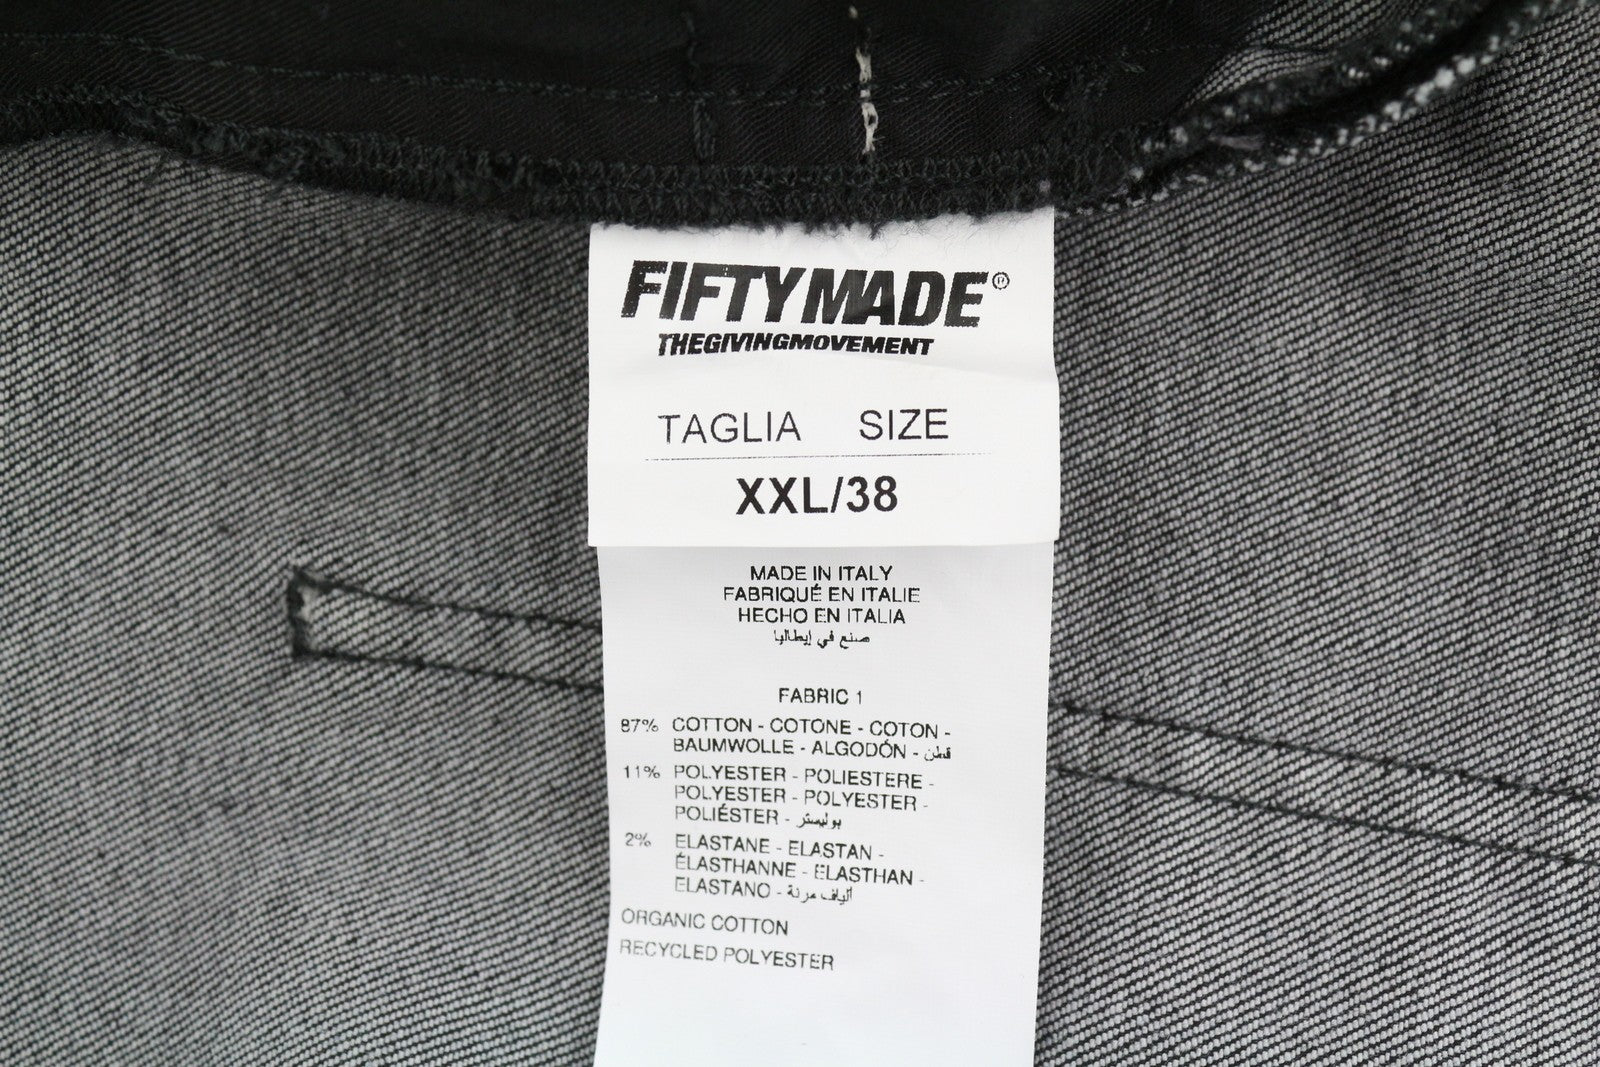 FIFTYMADE®
THEGIVINGMOVEMENT
TAGLIA SIZE
XXL/38
MADE IN ITALY
FABRIQUÉ EN ITALIE
HECHO EN ITALIA
صنع في إيطاليا
FABRIC 1
87% COTTON - COTONE - COTON -
BAUMWOLLE - ALGODÓN - قطن
11% POLYESTER - POLIESTERE -
POLYESTER - POLYESTER -
POLIÉSTER - بوليستر
2% ELASTANE - ELASTAN -
ÉLASTHANNE - ELASTHAN -
ELASTANO - ألياف مرنة
ORGANIC COTTON
RECYCLED POLYESTER